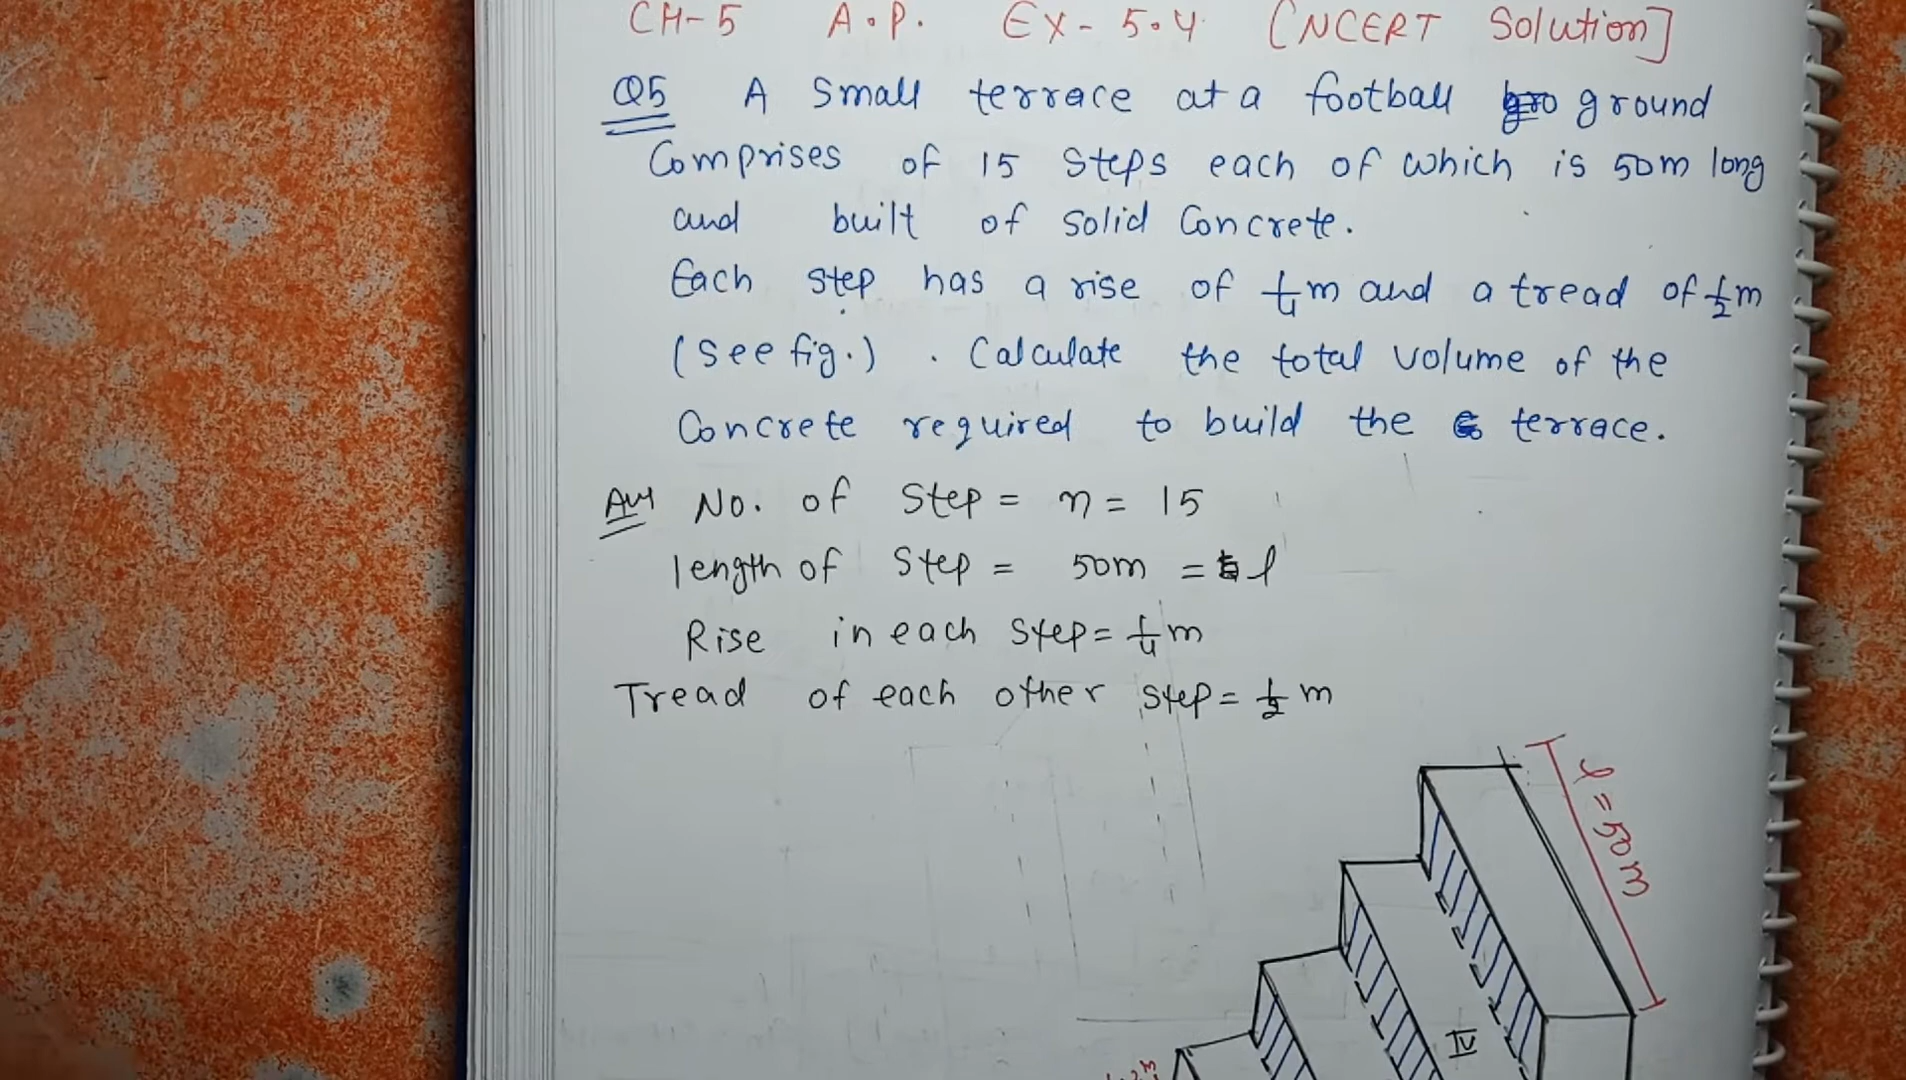 CH-5 A.P. EX-5.4 [NCERT Solution]
Q5 A Small terrace at a football ground
Comprises of 15 Steps each of which is 50m long
and built of solid Concrete.
Each step has a rise of 1/4 m and a tread of 1/2 m
(See fig.). Calculate the total volume of the
Concrete required to build the terrace.
Ans No. of Step = n = 15
length of Step = 50m = l
Rise in each Step = 1/4 m
Tread of each other step = 1/2 m
l = 50m
IV